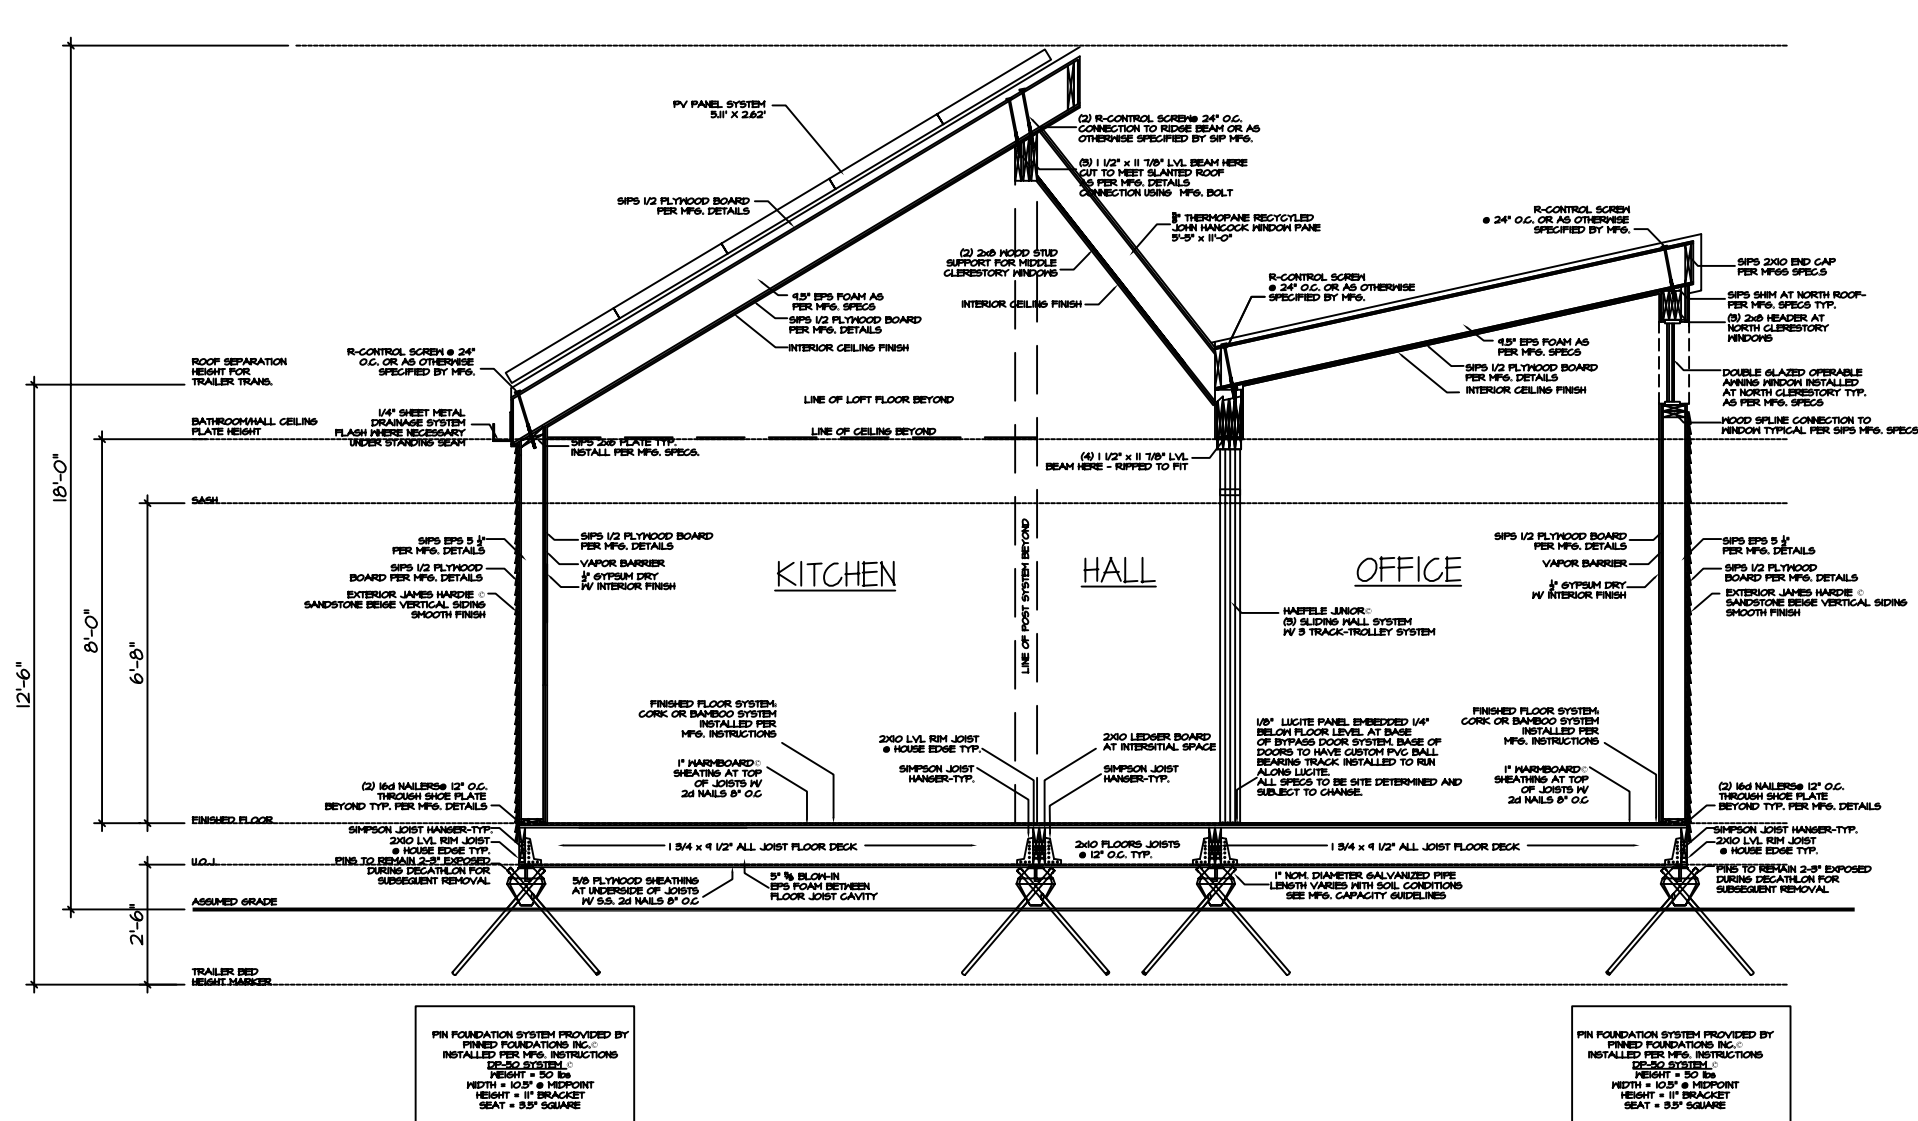 PV PANEL SYSTEM
5.11' X 2.62'
SIPS 1/2 PLYWOOD BOARD
PER MFG. DETAILS
(2) R-CONTROL SCREW@ 24" O.C.
CONNECTION TO RIDGE BEAM OR AS
OTHERWISE SPECIFIED BY SIP MFG.
(3) 1 1/2" x 11 7/8" LVL BEAM HERE
CUT TO MEET SLANTED ROOF
AS PER MFG. DETAILS
CONNECTION USING MFG. BOLT
THERMOPANE RECYCYLED
JOHN HANCOCK WINDOW PANE
5'-5" x 11'-0"
(2) 2x8 WOOD STUD
SUPPORT FOR MIDDLE
CLERESTORY WINDOWS
INTERIOR CEILING FINISH
9.5" EPS FOAM AS
PER MFG. SPECS
SIPS 1/2 PLYWOOD BOARD
PER MFG. DETAILS
INTERIOR CEILING FINISH
R-CONTROL SCREW
@ 24" O.C. OR AS OTHERWISE
SPECIFIED BY MFG.
R-CONTROL SCREW
@ 24" O.C. OR AS OTHERWISE
SPECIFIED BY MFG.
SIPS 2X10 END CAP
PER MFGS SPECS
SIPS SHIM AT NORTH ROOF-
PER MFG. SPECS TYP.
(3) 2x8 HEADER AT
NORTH CLERESTORY
WINDOWS
9.5" EPS FOAM AS
PER MFG. SPECS
SIPS 1/2 PLYWOOD BOARD
PER MFG. DETAILS
INTERIOR CEILING FINISH
DOUBLE GLAZED OPERABLE
AWNING WINDOW INSTALLED
AT NORTH CLERESTORY TYP.
AS PER MFG. SPECS
WOOD SPLINE CONNECTION TO
WINDOW TYPICAL PER SIPS MFG. SPECS
R-CONTROL SCREW @ 24"
O.C. OR AS OTHERWISE
SPECIFIED BY MFG.
ROOF SEPARATION
HEIGHT FOR
TRAILER TRANS.
1/4" SHEET METAL
DRAINAGE SYSTEM
FLASH WHERE NECESSARY
UNDER STANDING SEAM
BATHROOM/HALL CEILING
PLATE HEIGHT
SIPS 2x6 PLATE TYP.
INSTALL PER MFG. SPECS.
LINE OF LOFT FLOOR BEYOND
LINE OF CEILING BEYOND
(4) 1 1/2" x 11 7/8" LVL
BEAM HERE - RIPPED TO FIT
18'-0"
12'-6"
8'-0"
6'-8"
2'-6"
SASH
SIPS EPS 5 1/2"
PER MFG. DETAILS
SIPS 1/2 PLYWOOD
BOARD PER MFG. DETAILS
EXTERIOR JAMES HARDIE ©
SANDSTONE BEIGE VERTICAL SIDING
SMOOTH FINISH
SIPS 1/2 PLYWOOD BOARD
PER MFG. DETAILS
VAPOR BARRIER
1/2" GYPSUM DRY
W/ INTERIOR FINISH
KITCHEN
LINE OF POST SYSTEM BEYOND
HALL
OFFICE
HAEFELE JUNIOR©
(3) SLIDING WALL SYSTEM
W/ 3 TRACK-TROLLEY SYSTEM
SIPS 1/2 PLYWOOD BOARD
PER MFG. DETAILS
VAPOR BARRIER
1/2" GYPSUM DRY
W/ INTERIOR FINISH
SIPS EPS 5 1/2"
PER MFG. DETAILS
SIPS 1/2 PLYWOOD
BOARD PER MFG. DETAILS
EXTERIOR JAMES HARDIE ©
SANDSTONE BEIGE VERTICAL SIDING
SMOOTH FINISH
FINISHED FLOOR SYSTEM:
CORK OR BAMBOO SYSTEM
INSTALLED PER
MFG. INSTRUCTIONS
1" WARMBOARD©
SHEATING AT TOP
OF JOISTS W/
2d NAILS 8" O.C
2X10 LVL RIM JOIST
@ HOUSE EDGE TYP.
SIMPSON JOIST
HANGER-TYP.
2X10 LEDGER BOARD
AT INTERSITIAL SPACE
SIMPSON JOIST
HANGER-TYP.
1/8" LUCITE PANEL EMBEDDED 1/4"
BELOW FLOOR LEVEL AT BASE
OF BYPASS DOOR SYSTEM. BASE OF
DOORS TO HAVE CUSTOM PVC BALL
BEARING TRACK INSTALLED TO RUN
ALONG LUCITE.
ALL SPECS TO BE SITE DETERMINED AND
SUBJECT TO CHANGE.
FINISHED FLOOR SYSTEM:
CORK OR BAMBOO SYSTEM
INSTALLED PER
MFG. INSTRUCTIONS
1" WARMBOARD©
SHEATHING AT TOP
OF JOISTS W/
2d NAILS 8" O.C
(2) 16d NAILERS@ 12" O.C.
THROUGH SHOE PLATE
BEYOND TYP. PER MFG. DETAILS
FINISHED FLOOR
SIMPSON JOIST HANGER-TYP.
2X10 LVL RIM JOIST
@ HOUSE EDGE TYP.
U.O.J.
PINS TO REMAIN 2-3" EXPOSED
DURING DECATHLON FOR
SUBSEQUENT REMOVAL
1 3/4 x 9 1/2" ALL JOIST FLOOR DECK
2x10 FLOORS JOISTS
@ 12" O.C. TYP.
1 3/4 x 9 1/2" ALL JOIST FLOOR DECK
(2) 16d NAILERS@ 12" O.C.
THROUGH SHOE PLATE
BEYOND TYP. PER MFG. DETAILS
SIMPSON JOIST HANGER-TYP.
2X10 LVL RIM JOIST
@ HOUSE EDGE TYP.
PINS TO REMAIN 2-3" EXPOSED
DURING DECATHLON FOR
SUBSEQUENT REMOVAL
5/8 PLYWOOD SHEATHING
AT UNDERSIDE OF JOISTS
W/ S.S. 2d NAILS 8" O.C
BLOW-IN
EPS FOAM BETWEEN
FLOOR JOIST CAVITY
1" NOM. DIAMETER GALVANIZED PIPE
LENGTH VARIES WITH SOIL CONDITIONS
SEE MFG. CAPACITY GUIDELINES
ASSUMED GRADE
TRAILER BED
HEIGHT MARKER
PIN FOUNDATION SYSTEM PROVIDED BY
PINNED FOUNDATIONS INC.©
INSTALLED PER MFG. INSTRUCTIONS
DP-50 SYSTEM ©
WEIGHT = 50 lbs
WIDTH = 10.5" @ MIDPOINT
HEIGHT = 11" BRACKET
SEAT = 3.5" SQUARE
PIN FOUNDATION SYSTEM PROVIDED BY
PINNED FOUNDATIONS INC.©
INSTALLED PER MFG. INSTRUCTIONS
DP-50 SYSTEM ©
WEIGHT = 50 lbs
WIDTH = 10.5" @ MIDPOINT
HEIGHT = 11" BRACKET
SEAT = 3.5" SQUARE